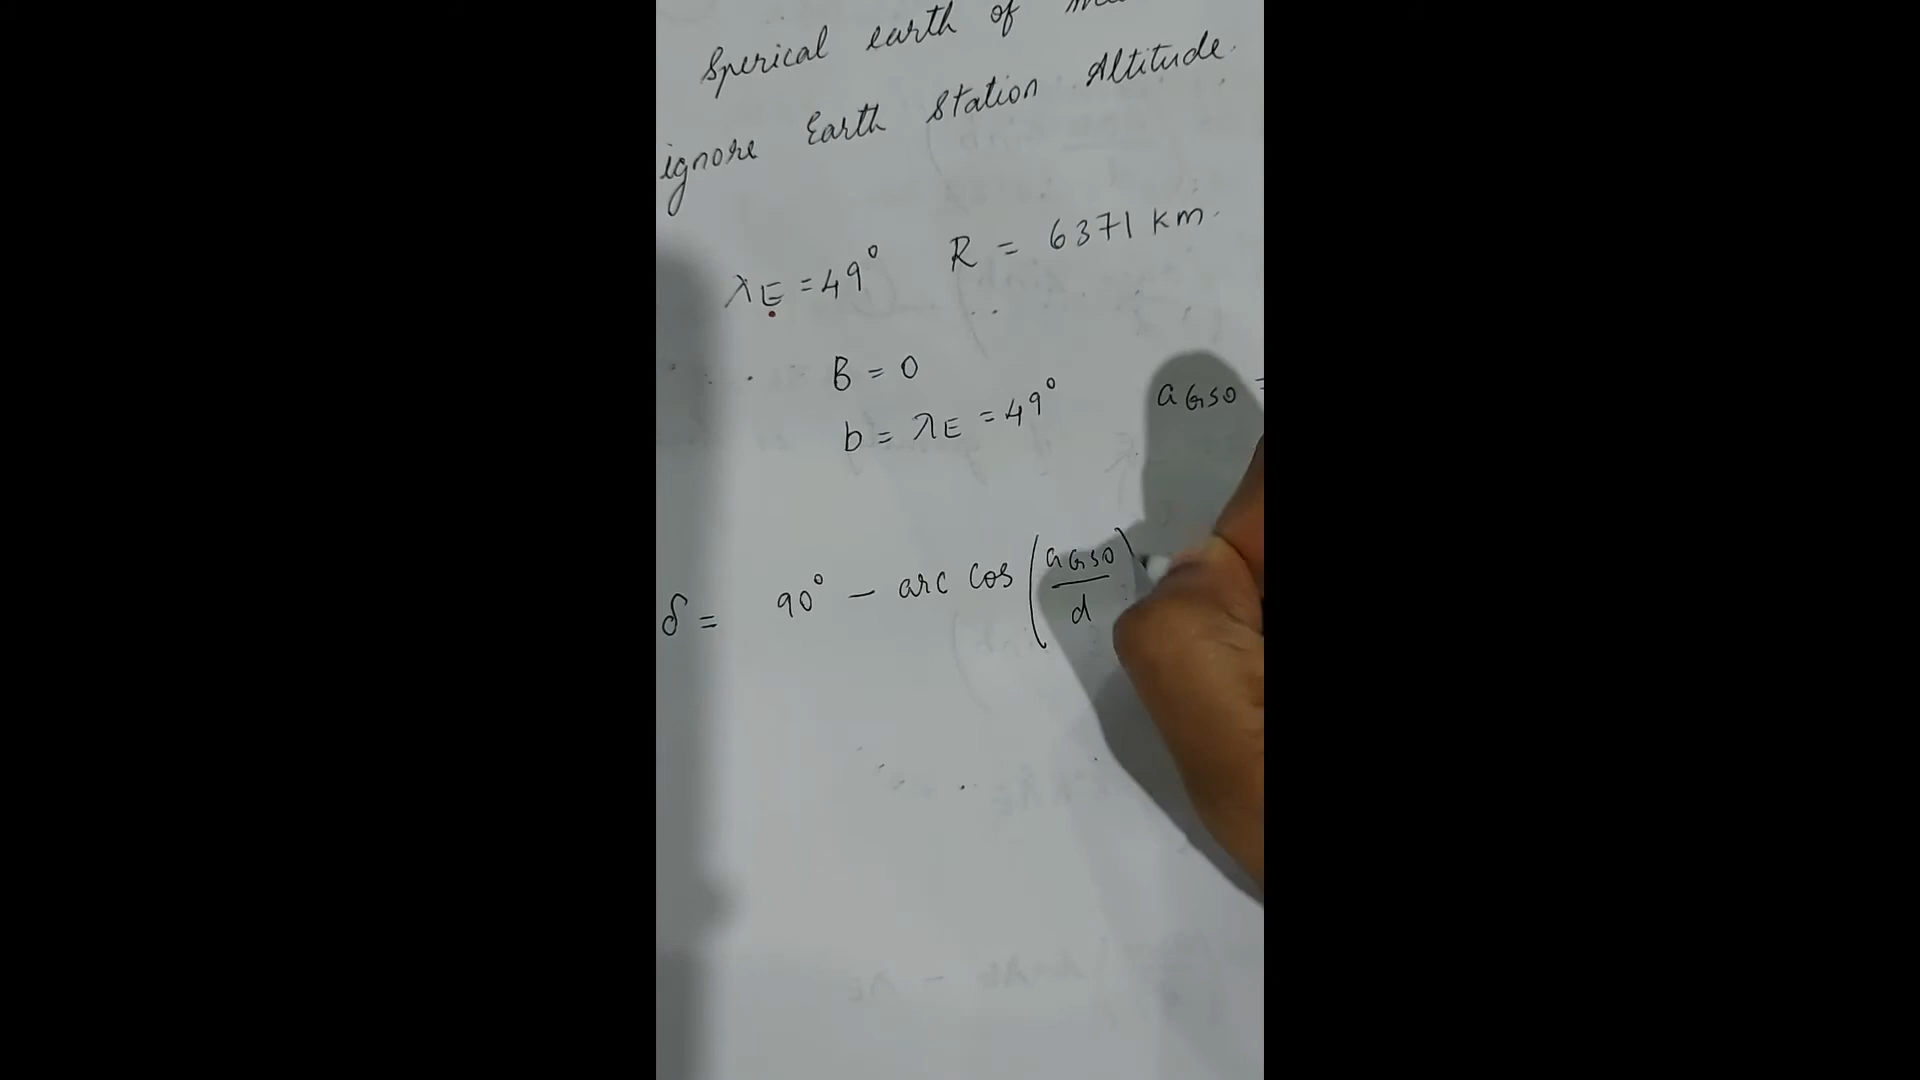 Sperical earth of
ignore Earth Station Altitude.
λE = 49° R = 6371 km.
B = 0
b = λE = 49° aGSO =
δ = 90° - arc cos (aGSO / d)